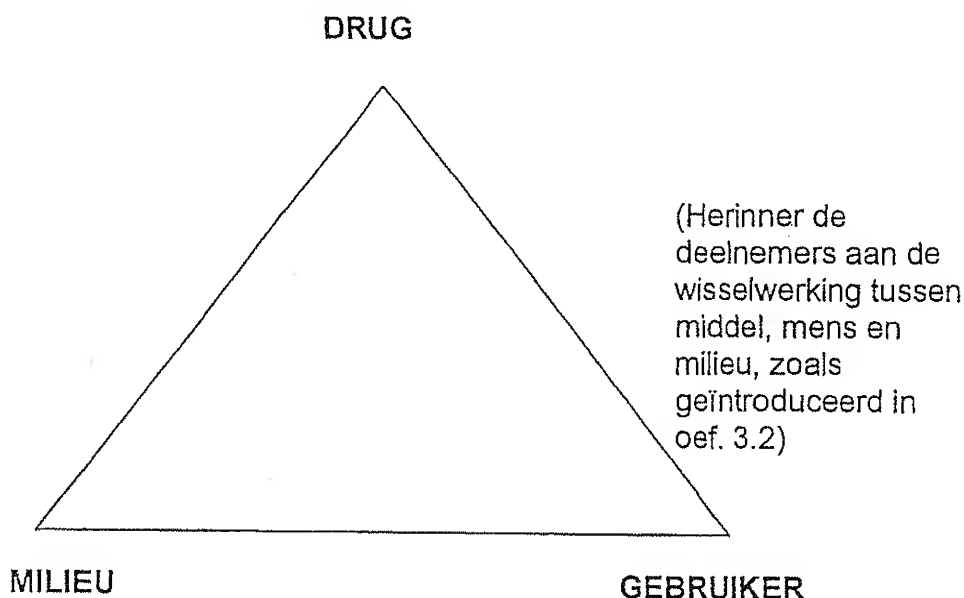 DRUG
(Herinner de
deelnemers aan de
wisselwerking tussen
middel, mens en
milieu, zoals
geïntroduceerd in
oef. 3.2)
MILIEU
GEBRUIKER